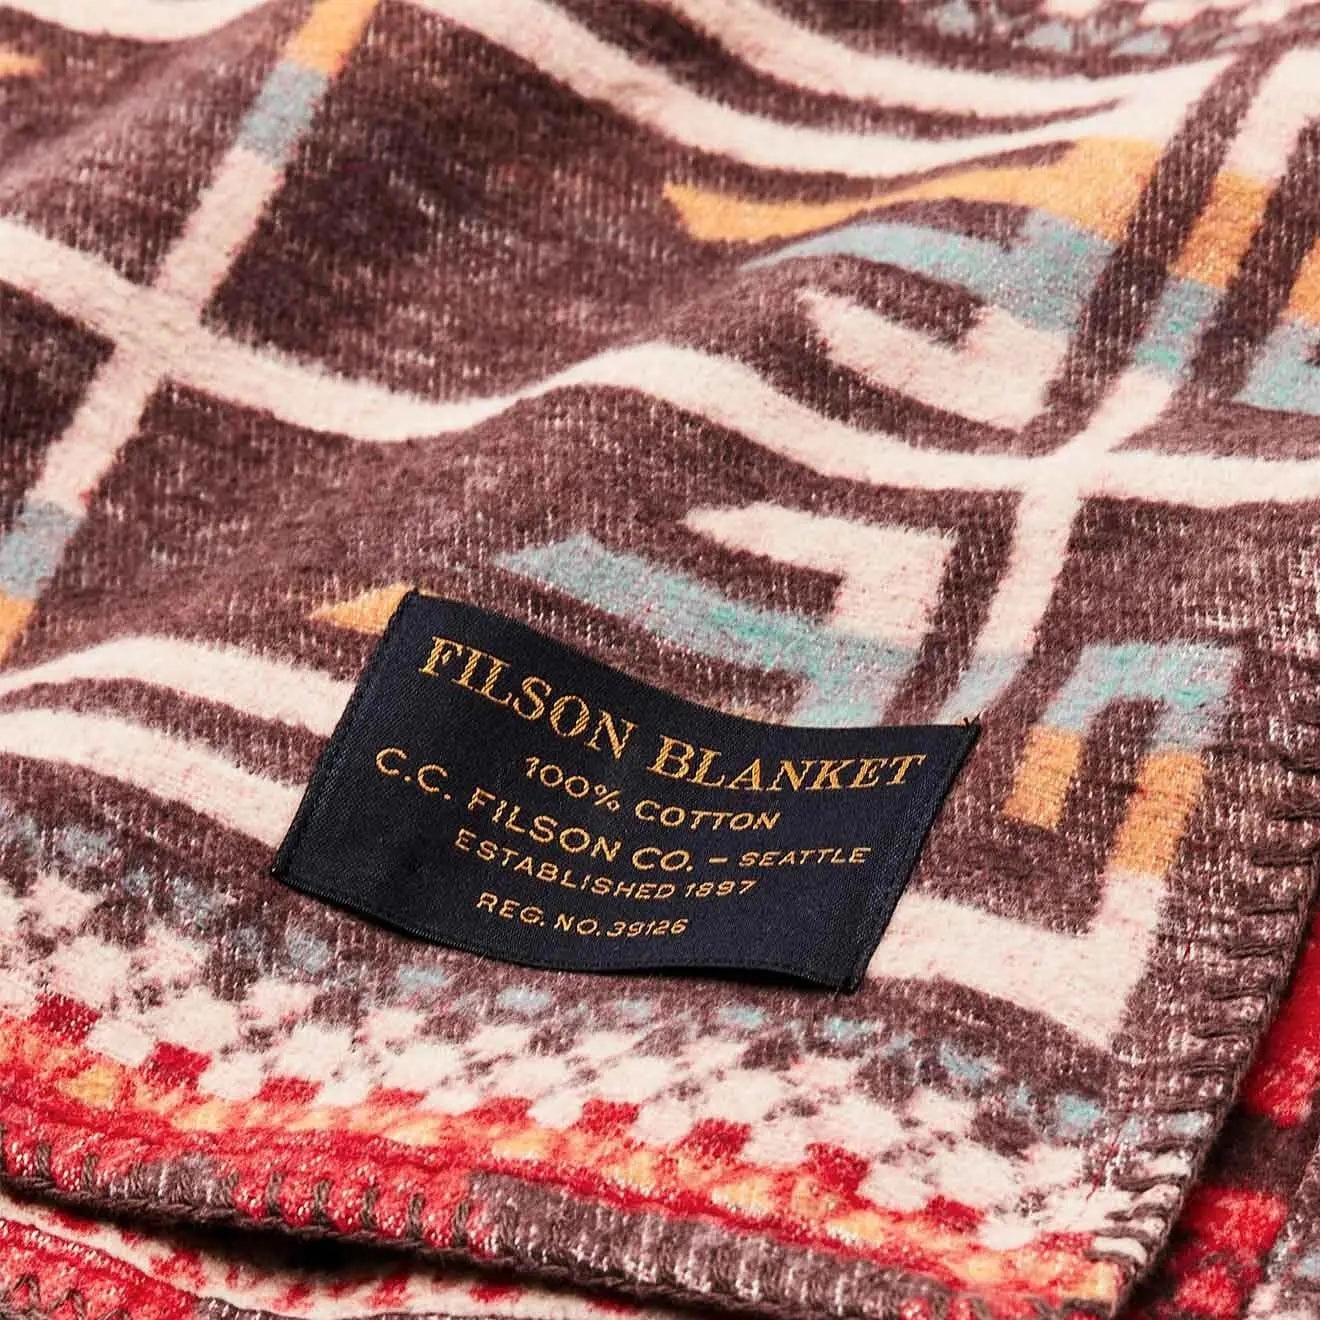 FILSON BLANKET
100% COTTON
C.C. FILSON CO. – SEATTLE
ESTABLISHED 1897
REG. NO. 39126